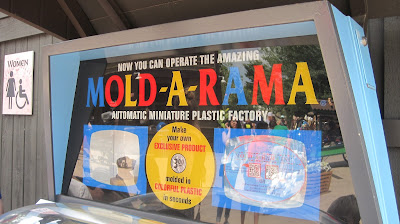 WOMEN
NOW YOU CAN OPERATE THE AMAZING
MOLD-A-RAMA
AUTOMATIC MINIATURE PLASTIC FACTORY
Make
your own
EXCLUSIVE PRODUCT
molded in
COLORFUL PLASTIC
in seconds